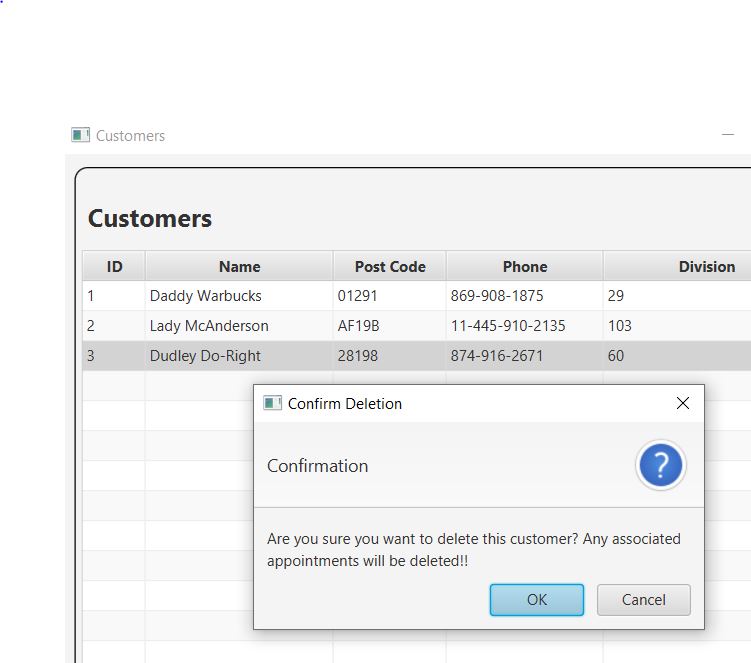 Customers
Customers
ID Name Post Code Phone Division
1 Daddy Warbucks 01291 869-908-1875 29
2 Lady McAnderson AF19B 11-445-910-2135 103
3 Dudley Do-Right 28198 874-916-2671 60
Confirm Deletion
Confirmation
?
Are you sure you want to delete this customer? Any associated
appointments will be deleted!!
OK Cancel